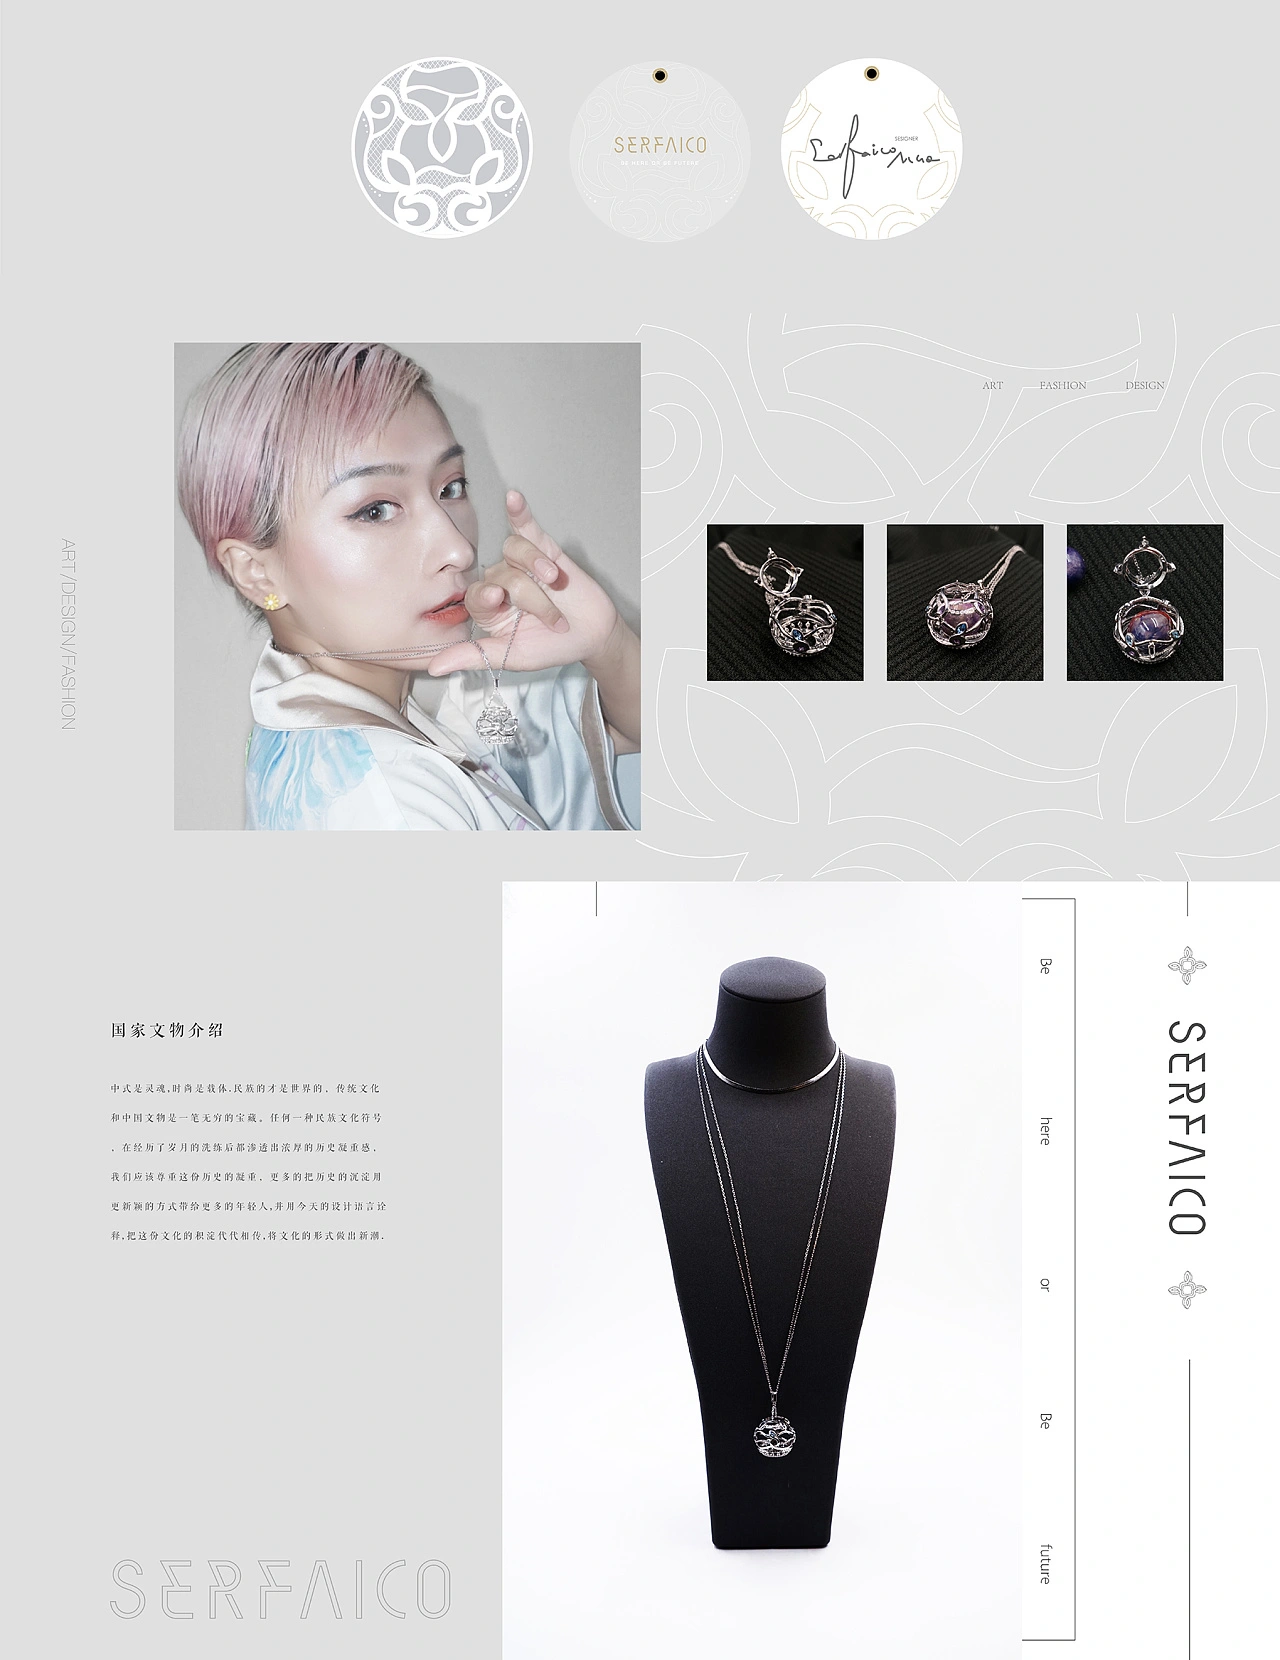 SERFAICO
BE HERE OR BE FUTURE
SESIGNER
ART
FASHION
DESIGN
ART/DESIGN/FASHION
国家文物介绍
中式是灵魂,时尚是载体.民族的才是世界的。传统文化
和中国文物是一笔无穷的宝藏。任何一种民族文化符号
，在经历了岁月的洗练后都渗透出浓厚的历史凝重感。
我们应该尊重这份历史的凝重。更多的把历史的沉淀用
更新颖的方式带给更多的年轻人,并用今天的设计语言诠
释,把这份文化的积淀代代相传,将文化的形式做出新潮.
Be
here
or
Be
future
SERFAICO
SERFAICO